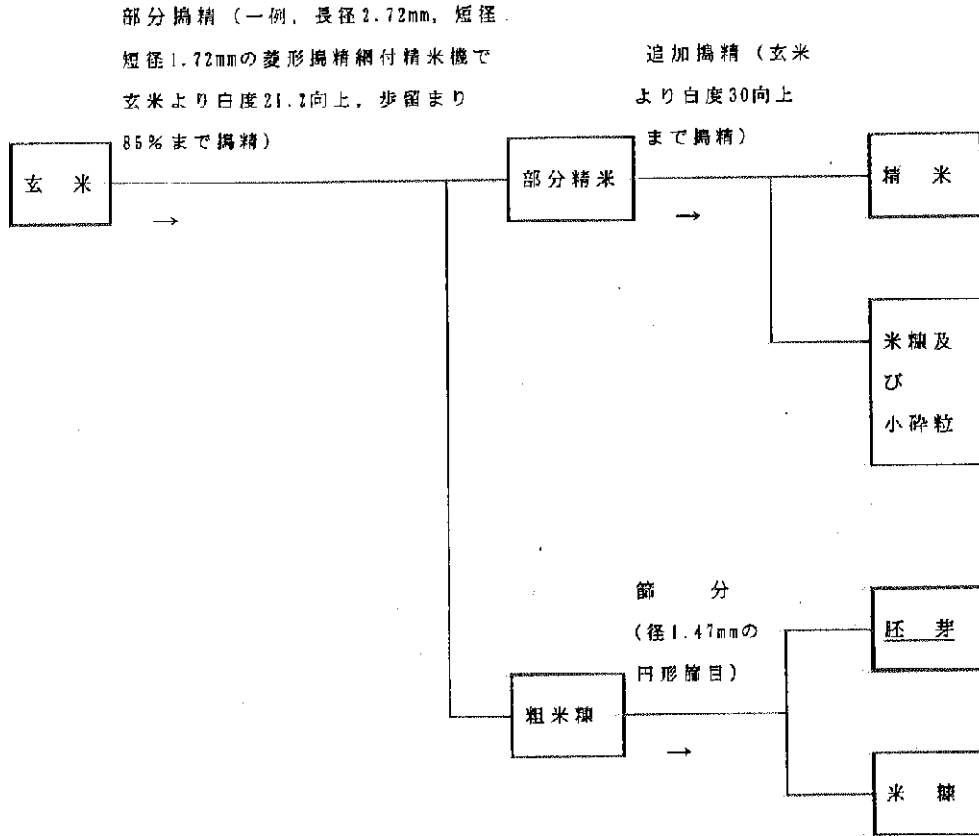 部分搗精（一例，長径2.72mm，短径
短径1.72mmの菱形搗精網付精米機で
玄米より白度21.2向上，歩留まり
85％まで搗精）
追加搗精（玄米
より白度30向上
まで搗精）
玄 米
→
部分精米
→
精 米
米糠及
び
小砕粒
篩 分
（径1.47mmの
円形篩目）
胚 芽
粗米糠
→
米 糠